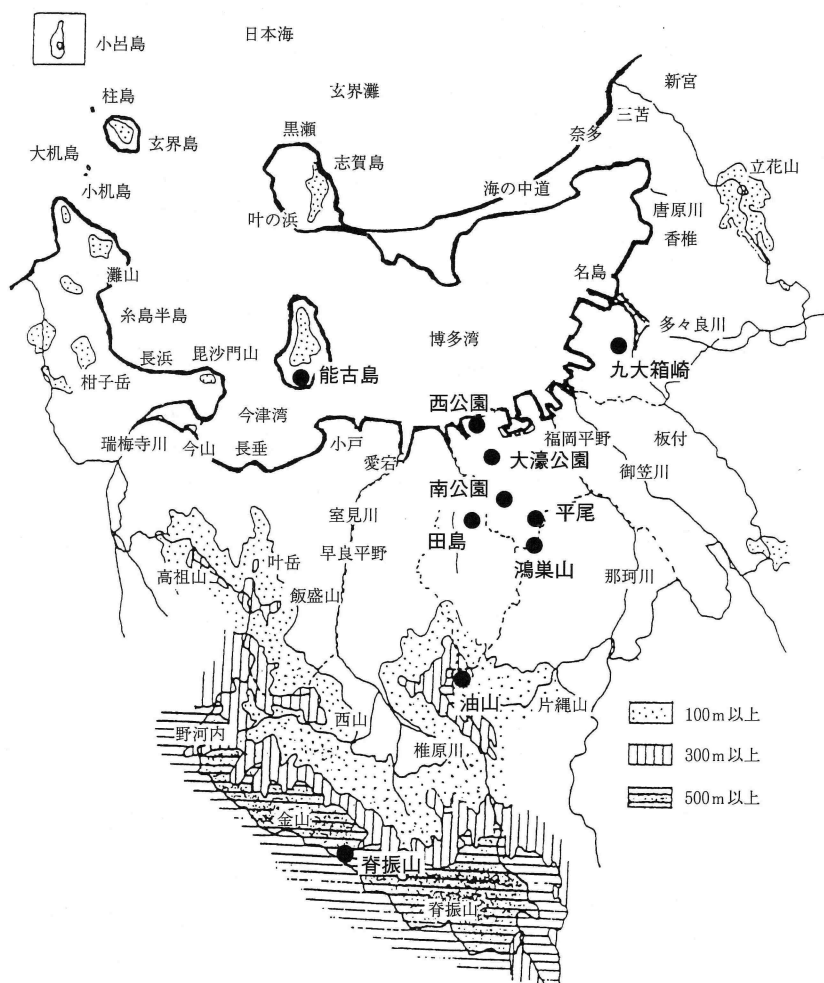 小呂島
日本海
新宮
柱島
玄界灘
三苫
黒瀬
奈多
大机島
玄界島
志賀島
立花山
小机島
海の中道
唐原川
叶の浜
香椎
灘山
名島
糸島半島
博多湾
多々良川
長浜
毘沙門山
九大箱崎
柑子岳
能古島
西公園
今津湾
福岡平野
板付
瑞梅寺川
今山
長垂
小戸
愛宕
大濠公園
御笠川
南公園
室見川
平尾
早良平野
田島
叶岳
鴻巣山
高祖山
那珂川
飯盛山
油山
片縄山
100m以上
西山
野河内
椎原川
300m以上
500m以上
金山
脊振山
脊振山